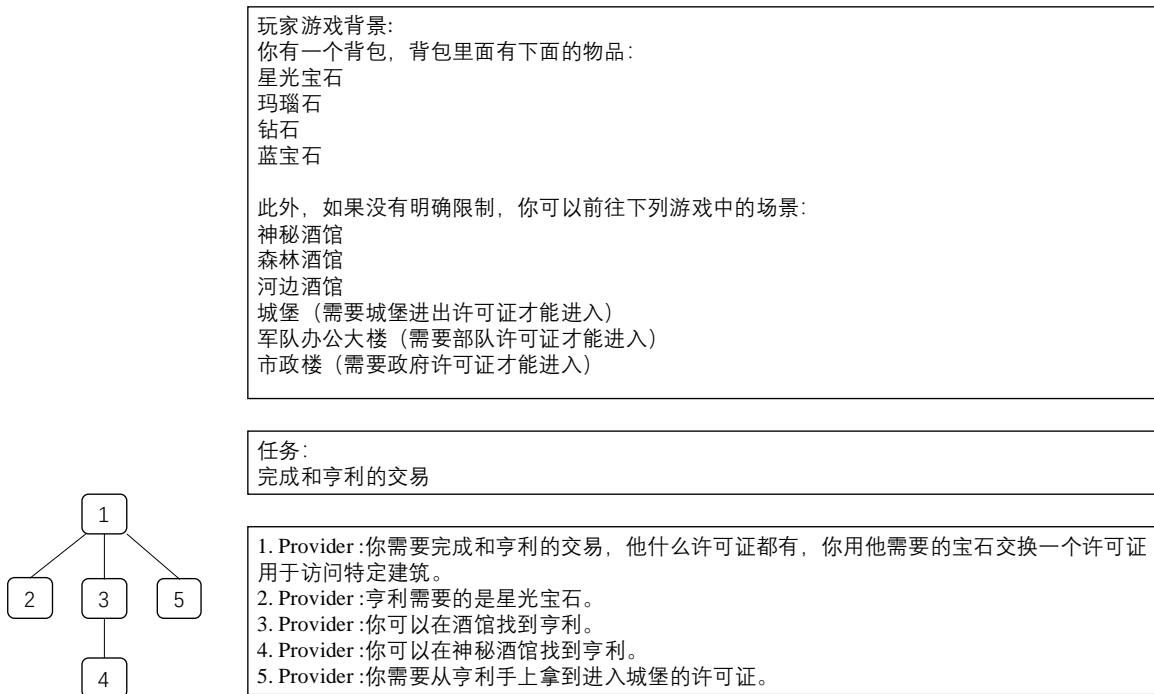 玩家游戏背景:
你有一个背包，背包里面有下面的物品：
星光宝石
玛瑙石
钻石
蓝宝石
此外，如果没有明确限制，你可以前往下列游戏中的场景：
神秘酒馆
森林酒馆
河边酒馆
城堡（需要城堡进出许可证才能进入）
军队办公大楼（需要部队许可证才能进入）
市政楼（需要政府许可证才能进入）
任务：
完成和亨利的交易
1
2
3
5
4
1. Provider :你需要完成和亨利的交易，他什么许可证都有，你用他需要的宝石交换一个许可证
用于访问特定建筑。
2. Provider :亨利需要的是星光宝石。
3. Provider :你可以在酒馆找到亨利。
4. Provider :你可以在神秘酒馆找到亨利。
5. Provider :你需要从亨利手上拿到进入城堡的许可证。